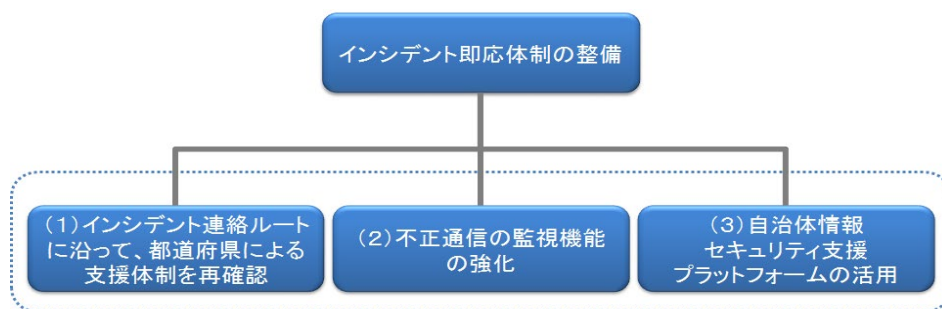 インシデント即応体制の整備
(1)インシデント連絡ルート
に沿って、都道府県による
支援体制を再確認
(2)不正通信の監視機能
の強化
(3)自治体情報
セキュリティ支援
プラットフォームの活用